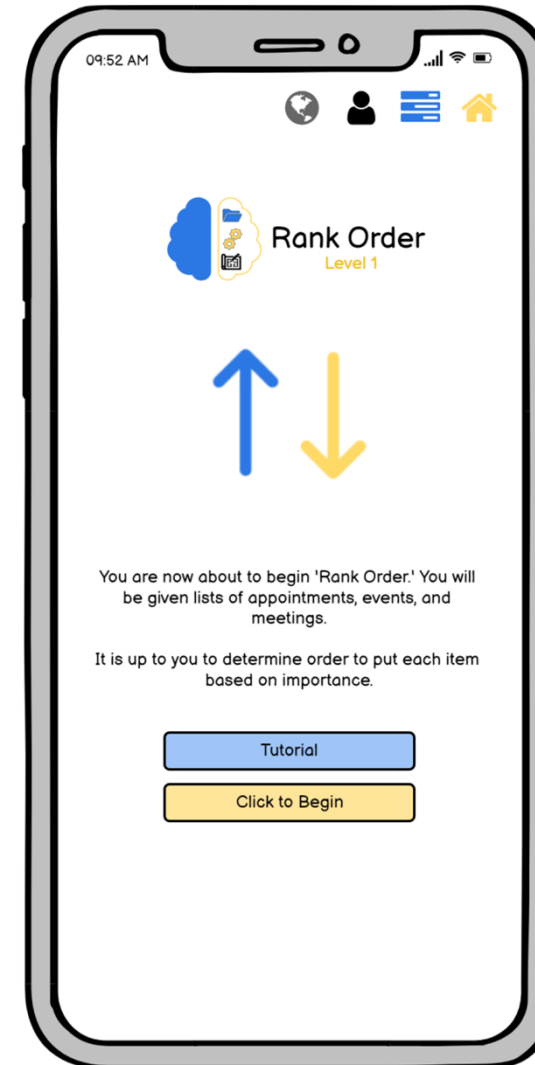 09:52 AM
Rank Order
Level 1
You are now about to begin 'Rank Order.' You will
be given lists of appointments, events, and
meetings.
It is up to you to determine order to put each item
based on importance.
Tutorial
Click to Begin